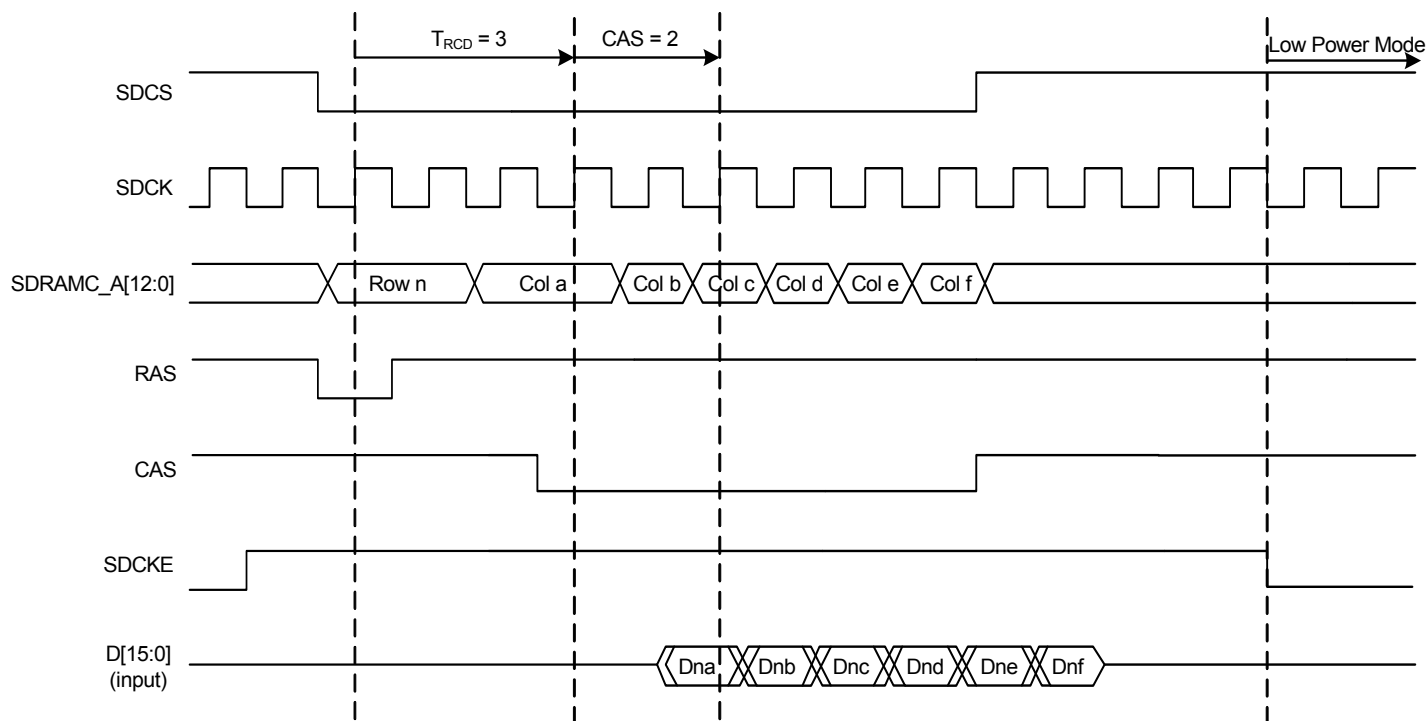 T_RCD = 3
CAS = 2
Low Power Mode
SDCS
SDCK
SDRAMC_A[12:0]
Row n
Col a
Col b
Col c
Col d
Col e
Col f
RAS
CAS
SDCKE
D[15:0]
(input)
Dna
Dnb
Dnc
Dnd
Dne
Dnf